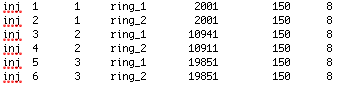 inj 1 1 ring_1 2001 150 8
inj 2 1 ring_2 2001 150 8
inj 3 2 ring_1 10941 150 8
inj 4 2 ring_2 10911 150 8
inj 5 3 ring_1 19851 150 8
inj 6 3 ring_2 19851 150 8